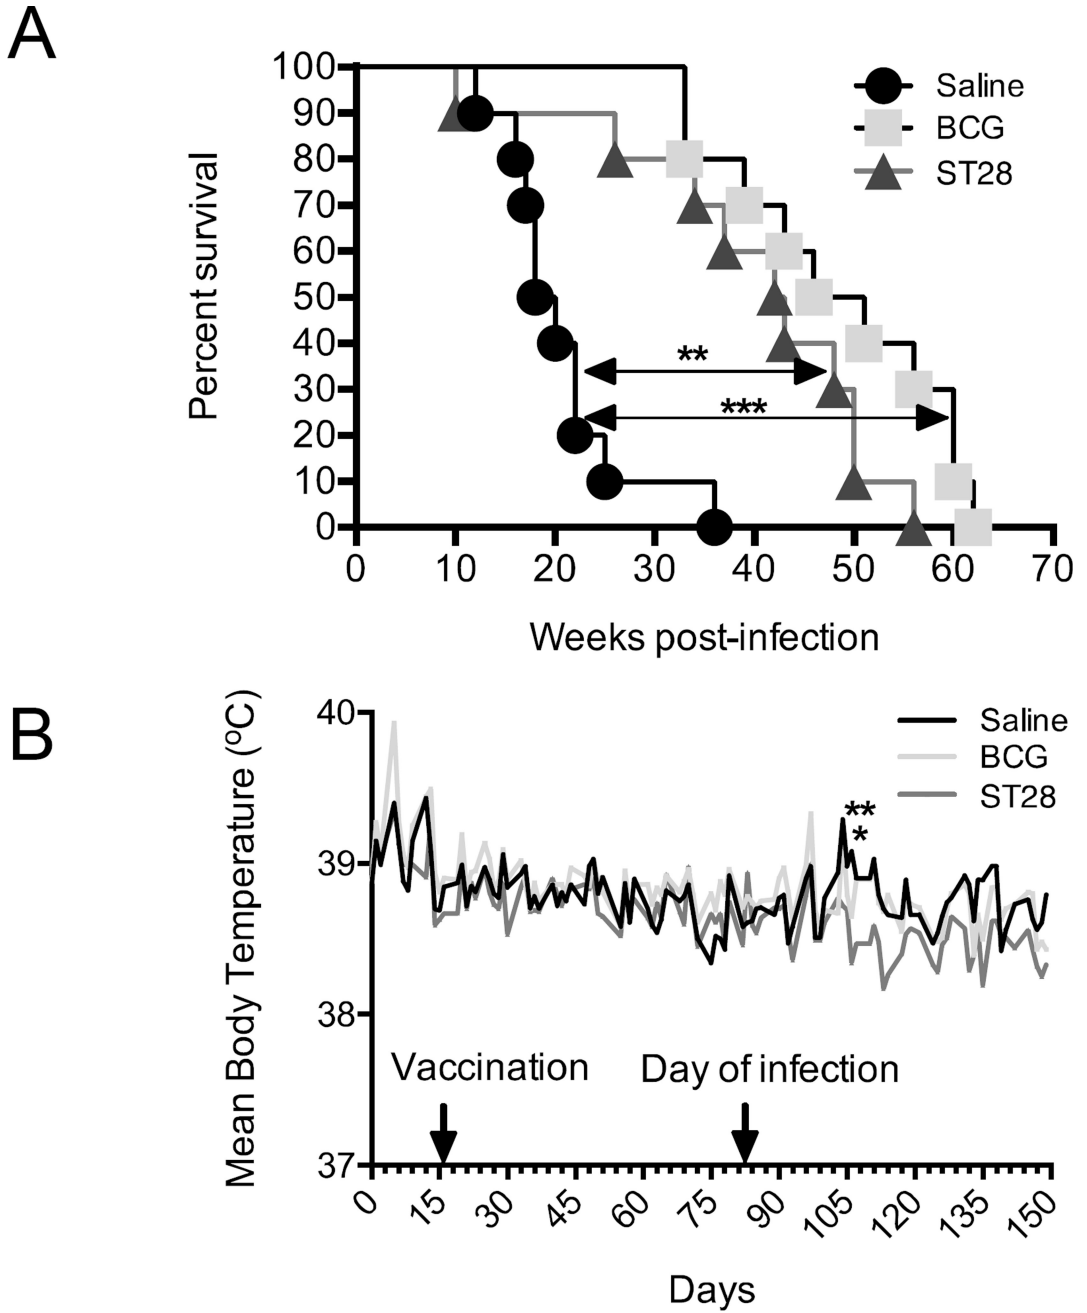 A
Percent survival
100
90
80
70
60
50
40
30
20
10
0
Saline
BCG
ST28
**
***
0 10 20 30 40 50 60 70
Weeks post-infection
B
Mean Body Temperature (ºC)
40
39
38
37
Saline
BCG
ST28
**
*
Vaccination Day of infection
0 15 30 45 60 75 90 105 120 135 150
Days